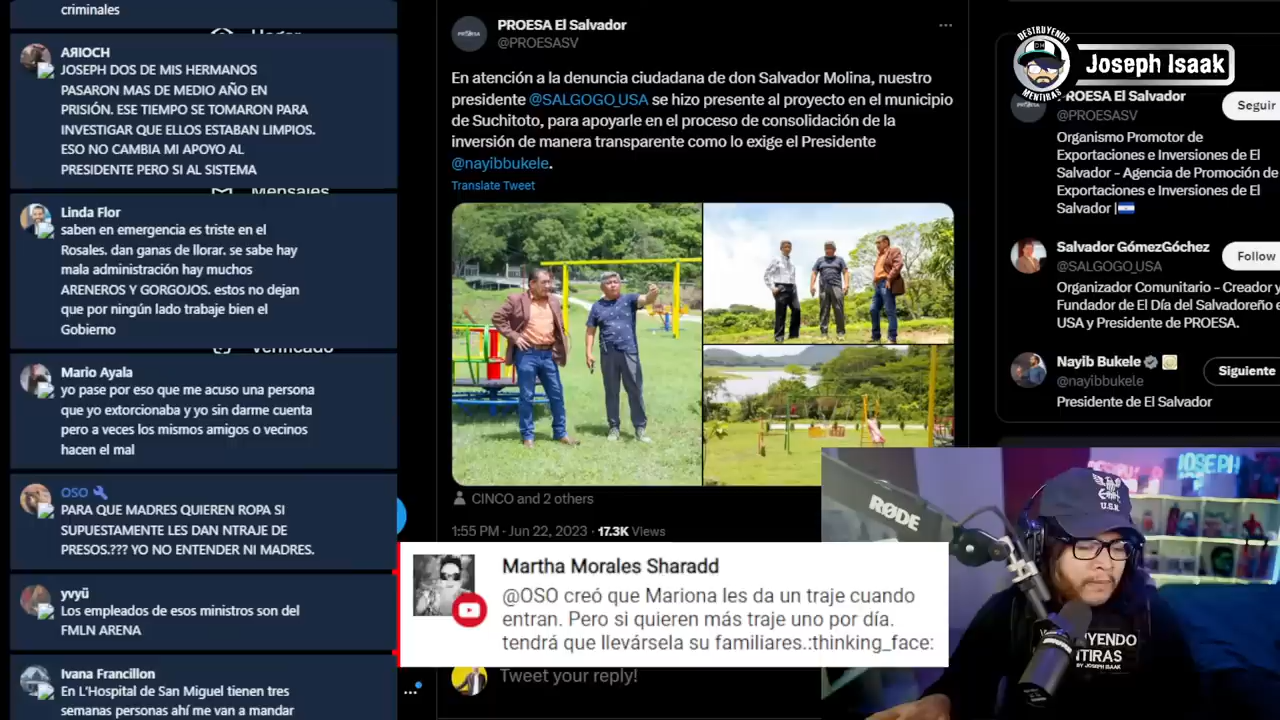 criminales
AЯIOCH
JOSEPH DOS DE MIS HERMANOS
PASARON MAS DE MEDIO AÑO EN
PRISIÓN. ESE TIEMPO SE TOMARON PARA
INVESTIGAR QUE ELLOS ESTABAN LIMPIOS.
ESO NO CAMBIA MI APOYO AL
PRESIDENTE PERO SI AL SISTEMA
Mensajes
Linda Flor
saben en emergencia es triste en el
Rosales. dan ganas de llorar. se sabe hay
mala administración hay muchos
ARENEROS Y GORGOJOS. estos no dejan
que por ningún lado trabaje bien el
Gobierno
Verificado
Mario Ayala
yo pase por eso que me acuso una persona
que yo extorcionaba y yo sin darme cuenta
pero a veces los mismos amigos o vecinos
hacen el mal
OSO
PARA QUE MADRES QUIEREN ROPA SI
SUPUESTAMENTE LES DAN NTRAJE DE
PRESOS.??? YO NO ENTENDER NI MADRES.
yvyü
Los empleados de esos ministros son del
FMLN ARENA
Ivana Francillon
En L'Hospital de San Miguel tienen tres
semanas personas ahí me van a mandar
PROESA El Salvador
@PROESASV
En atención a la denuncia ciudadana de don Salvador Molina, nuestro
presidente @SALGOGO_USA se hizo presente al proyecto en el municipio
de Suchitoto, para apoyarle en el proceso de consolidación de la
inversión de manera transparente como lo exige el Presidente
@nayibbukele.
Translate Tweet
CINCO and 2 others
1:55 PM · Jun 22, 2023 · 17.3K Views
Martha Morales Sharadd
@OSO creó que Mariona les da un traje cuando
entran. Pero si quieren más traje uno por día.
tendrá que llevársela su familiares.:thinking_face:
Tweet your reply!
DESTRUYENDO
MENTIRAS
Joseph Isaak
PROESA El Salvador
@PROESASV
Seguir
Organismo Promotor de
Exportaciones e Inversiones de El
Salvador - Agencia de Promoción de
Exportaciones e Inversiones de El
Salvador |
Salvador GómezGóchez
@SALGOGO_USA
Follow
Organizador Comunitario - Creador y
Fundador de El Día del Salvadoreño e
USA y Presidente de PROESA.
Nayib Bukele
@nayibbukele
Siguiente
Presidente de El Salvador
RØDE
JOSEPH